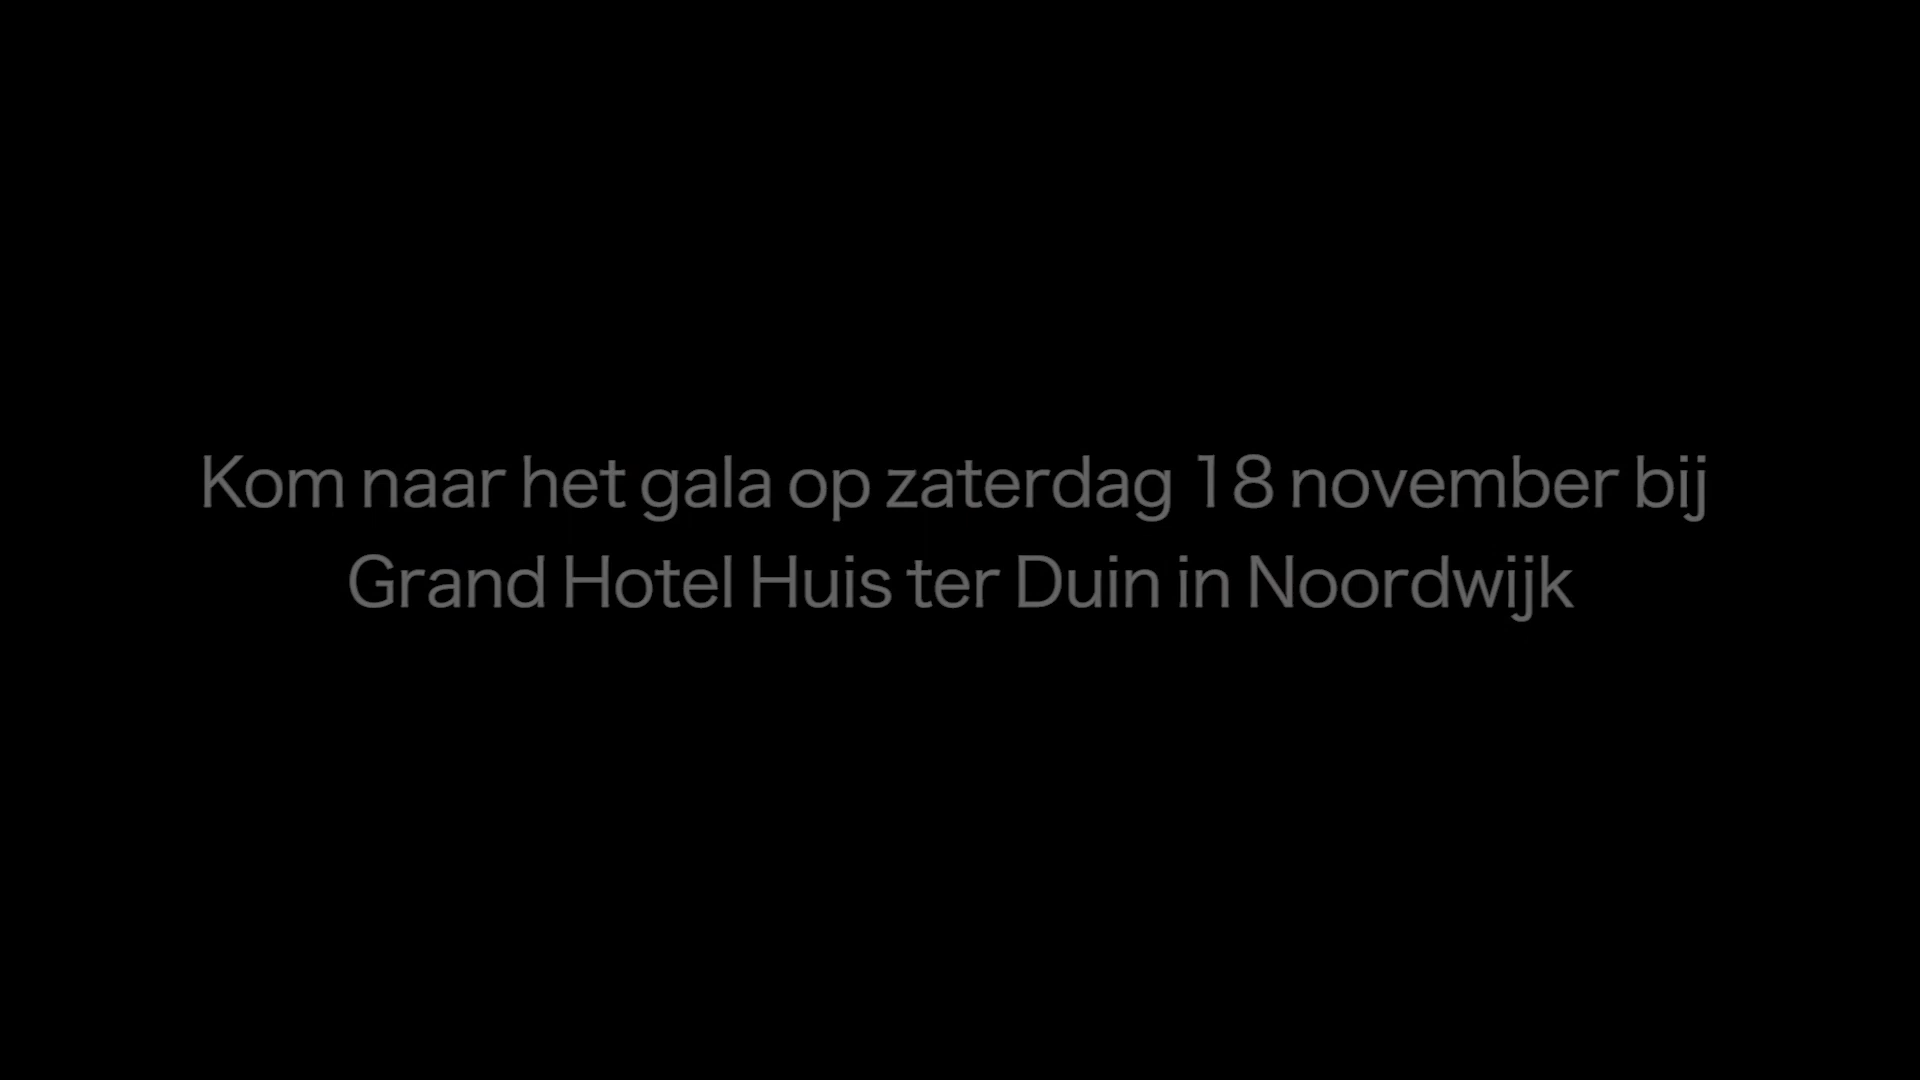 Kom naar het gala op zaterdag 18 november bij
Grand Hotel Huis ter Duin in Noordwijk